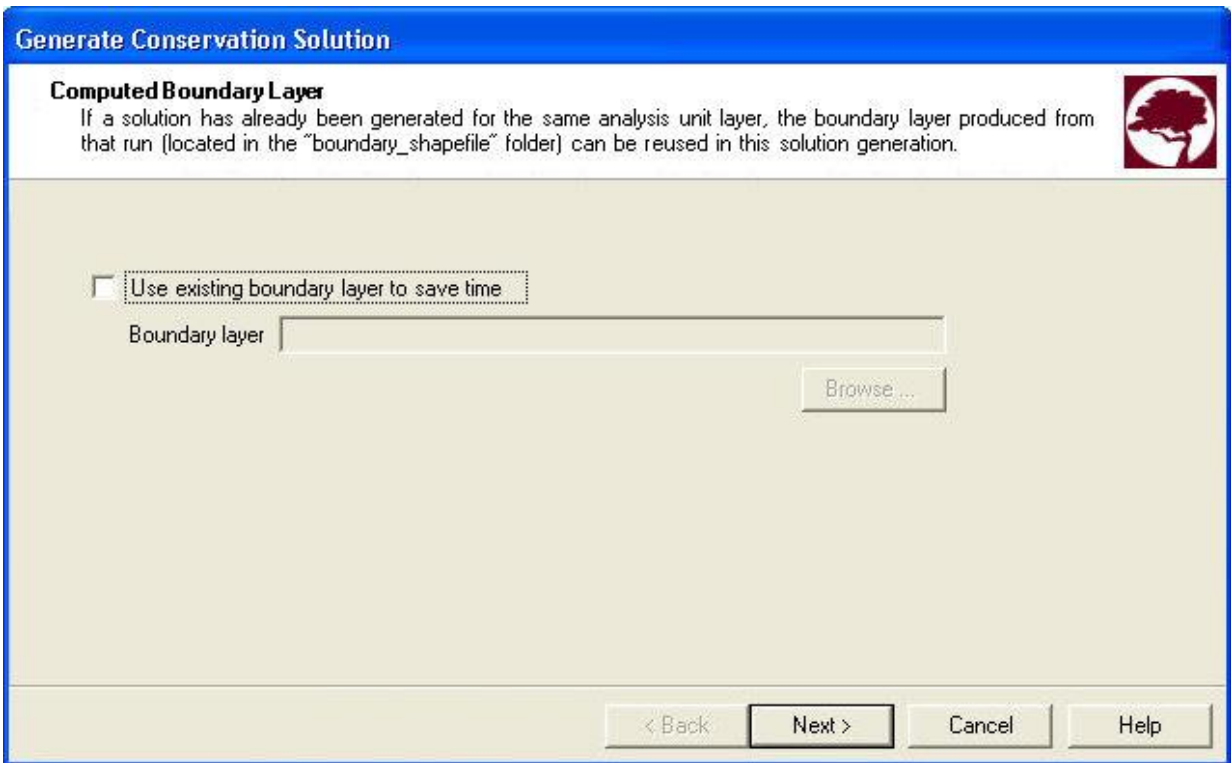 Generate Conservation Solution
Computed Boundary Layer
If a solution has already been generated for the same analysis unit layer, the boundary layer produced from
that run (located in the "boundary_shapefile" folder) can be reused in this solution generation.
Use existing boundary layer to save time
Boundary layer
Browse ...
< Back Next > Cancel Help